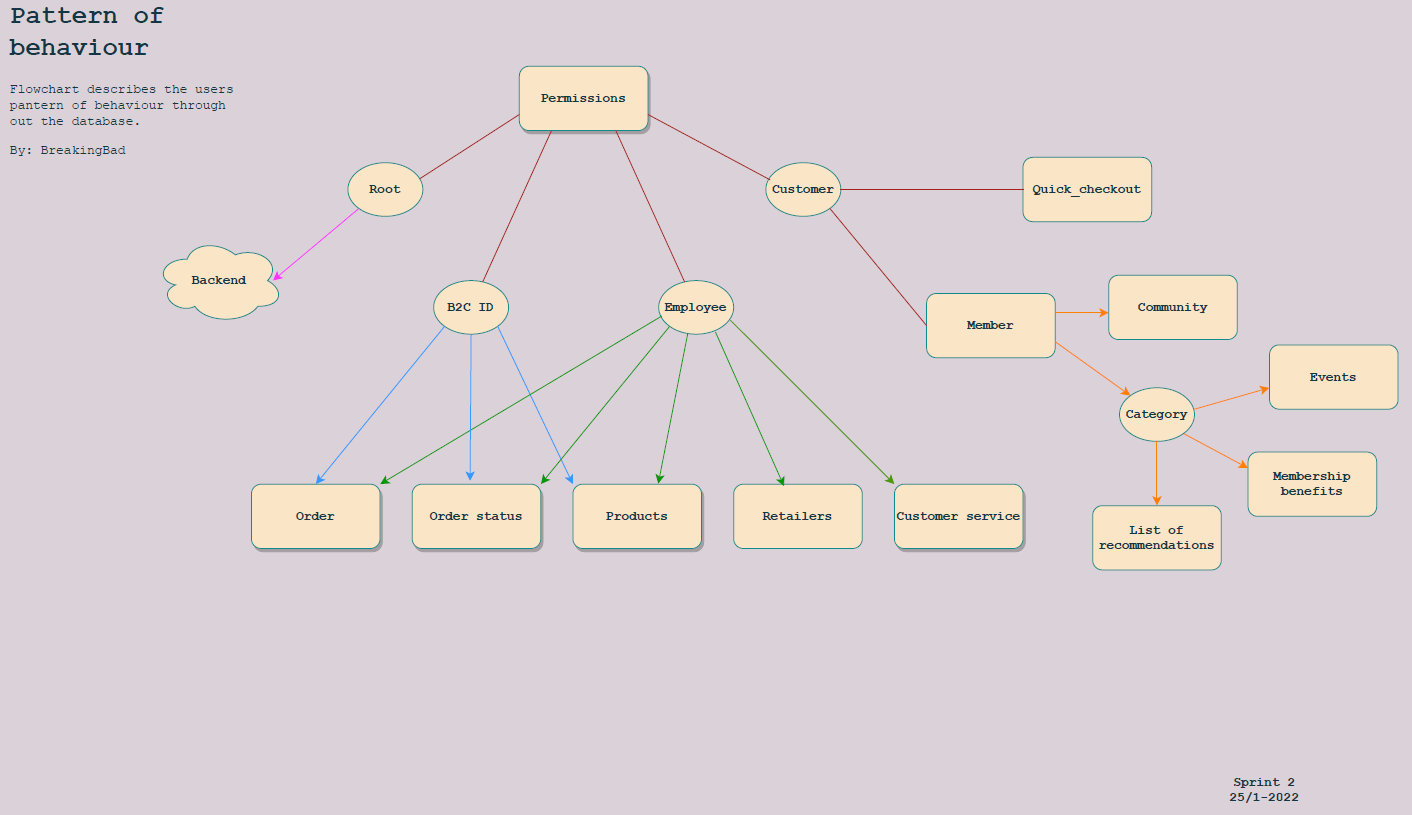 Pattern of
behaviour
Flowchart describes the users
pantern of behaviour through
out the database.
By: BreakingBad
Permissions
Root
Customer
Quick_checkout
Backend
B2C ID
Employee
Member
Community
Events
Category
Membership
benefits
Order
Order status
Products
Retailers
Customer service
List of
recommendations
Sprint 2
25/1-2022